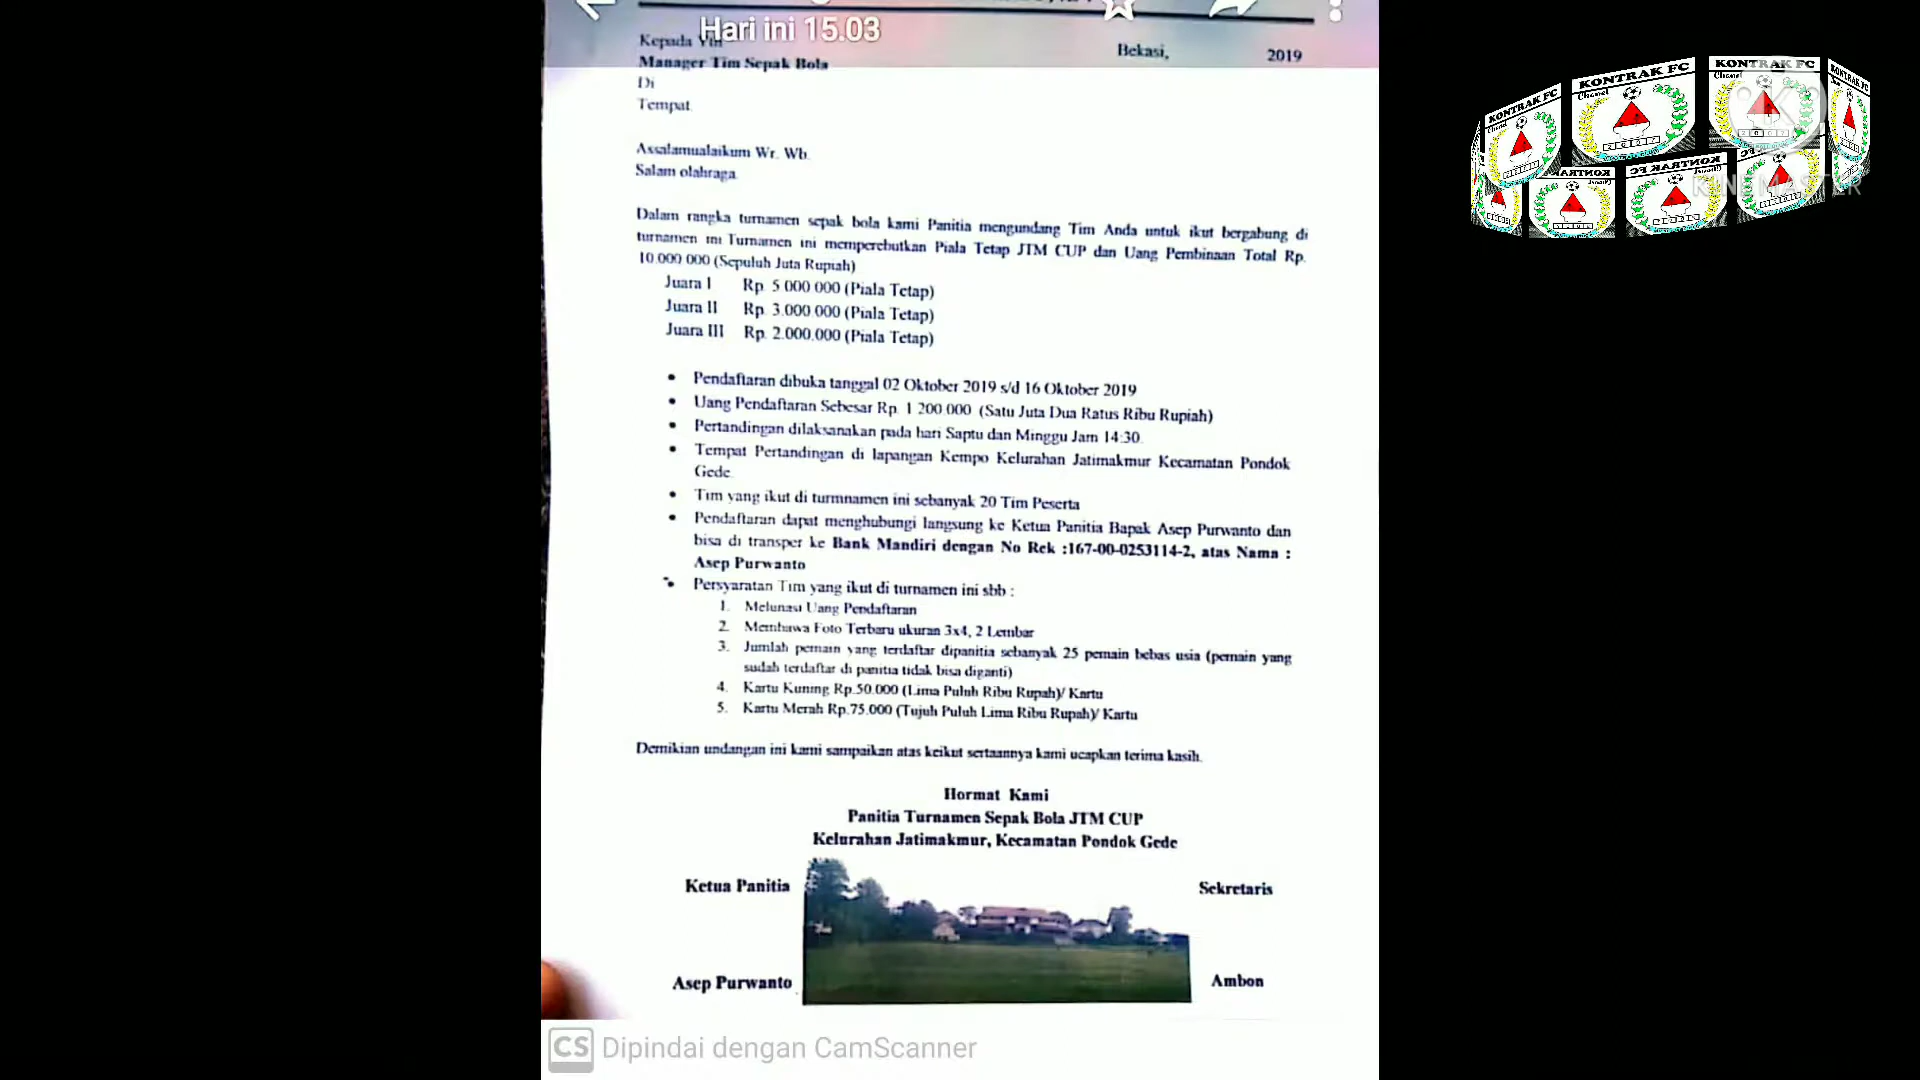 Hari ini 15.03
Kepada Yth
Bekasi, 2019
Manager Tim Sepak Bola
Di
Tempat.
Assalamualaikum Wr. Wb.
Salam olahraga.
Dalam rangka turnamen sepak bola kami Panitia mengundang Tim Anda untuk ikut bergabung di
turnamen ini Turnamen ini memperebutkan Piala Tetap JTM CUP dan Uang Pembinaan Total Rp.
10.000.000 (Sepuluh Juta Rupiah)
Juara I Rp. 5.000.000 (Piala Tetap)
Juara II Rp. 3.000.000 (Piala Tetap)
Juara III Rp. 2.000.000 (Piala Tetap)
• Pendaftaran dibuka tanggal 02 Oktober 2019 s/d 16 Oktober 2019
• Uang Pendaftaran Sebesar Rp. 1.200.000 (Satu Juta Dua Ratus Ribu Rupiah)
• Pertandingan dilaksanakan pada hari Saptu dan Minggu Jam 14:30.
• Tempat Pertandingan di lapangan Kempo Kelurahan Jatimakmur Kecamatan Pondok
Gede.
• Tim yang ikut di turmnamen ini sebanyak 20 Tim Peserta
• Pendaftaran dapat menghubungi langsung ke Ketua Panitia Bapak Asep Purwanto dan
bisa di transper ke Bank Mandiri dengan No Rek :167-00-0253114-2, atas Nama :
Asep Purwanto
• Persyaratan Tim yang ikut di turnamen ini sbb :
1. Melunasi Uang Pendaftaran
2. Membawa Foto Terbaru ukuran 3x4, 2 Lembar
3. Jumlah pemain yang terdaftar dipanitia sebanyak 25 pemain bebas usia (pemain yang
sudah terdaftar di panitia tidak bisa diganti)
4. Kartu Kuning Rp.50.000 (Lima Puluh Ribu Rupah)/ Kartu
5. Kartu Merah Rp.75.000 (Tujuh Puluh Lima Ribu Rupah)/ Kartu
Demikian undangan ini kami sampaikan atas keikut sertaannya kami ucapkan terima kasih.
Hormat Kami
Panitia Turnamen Sepak Bola JTM CUP
Kelurahan Jatimakmur, Kecamatan Pondok Gede
Ketua Panitia
Sekretaris
Asep Purwanto
Ambon
CS Dipindai dengan CamScanner
KONTRAK FC
Chanel
KONTRAK FC
Chanel
KONTRAK FC
Chanel
KONTRAK FC
KONTRAK FC
KONTRAK FC
KINEMASTER